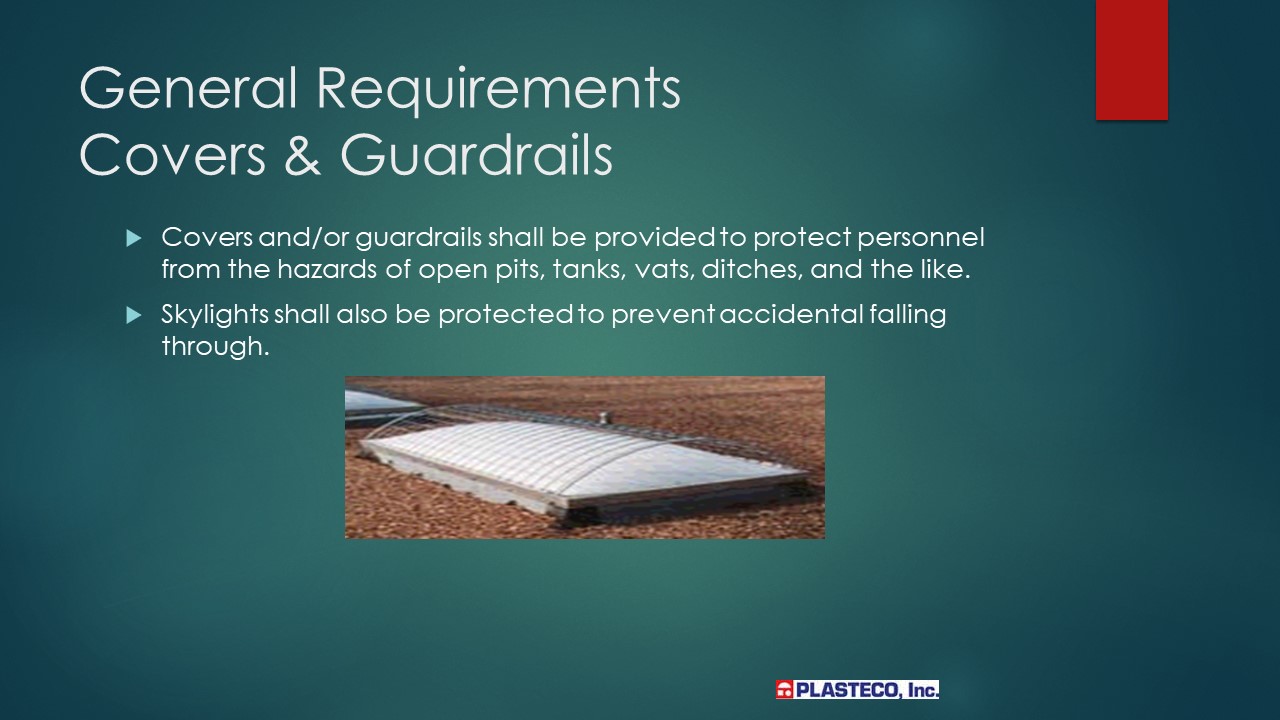 General Requirements
Covers & Guardrails
Covers and/or guardrails shall be provided to protect personnel
from the hazards of open pits, tanks, vats, ditches, and the like.
Skylights shall also be protected to prevent accidental falling
through.
PLASTECO, Inc.